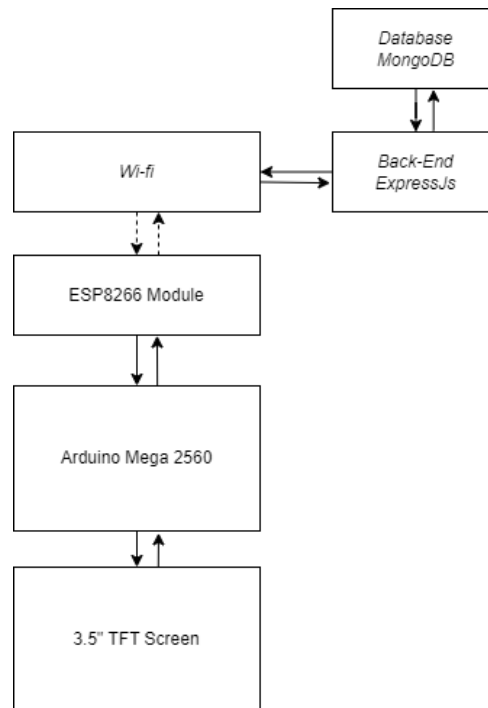 Database
MongoDB
Wi-fi
Back-End
ExpressJs
ESP8266 Module
Arduino Mega 2560
3.5" TFT Screen